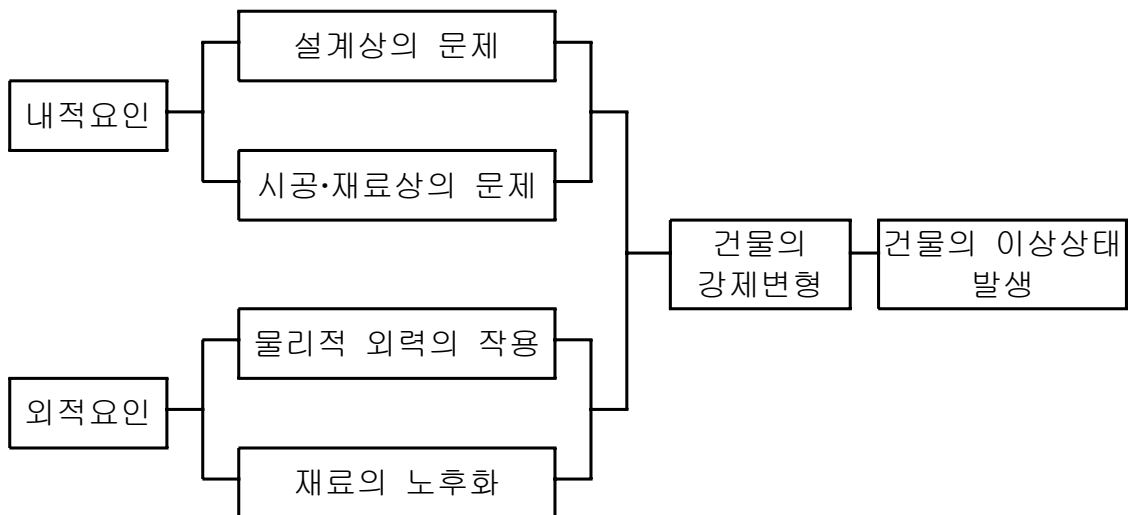 설계상의 문제
내적요인
시공·재료상의 문제
건물의
강제변형
건물의 이상상태
발생
물리적 외력의 작용
외적요인
재료의 노후화